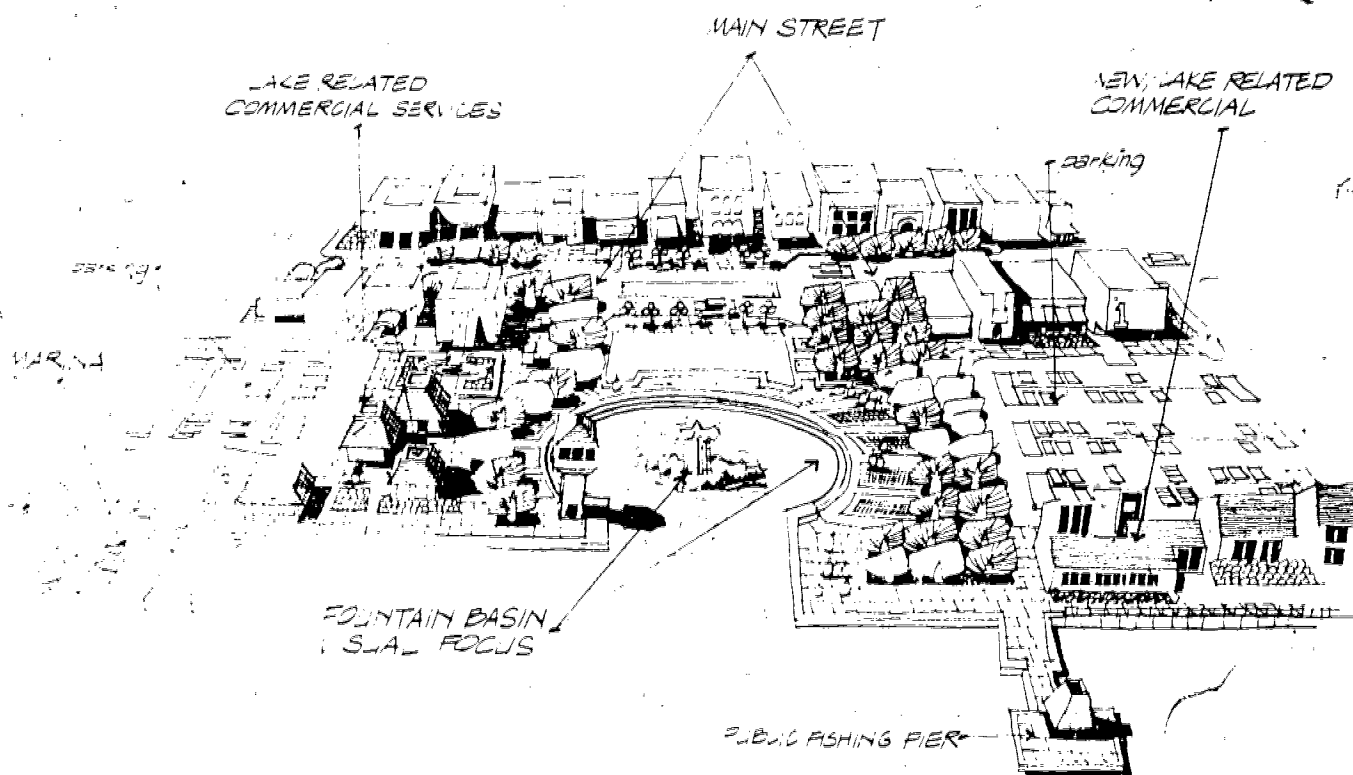 MAIN STREET
LAKE RELATED
COMMERCIAL SERVICES
NEW LAKE RELATED
COMMERCIAL
parking
parking
MARINA
FOUNTAIN BASIN
VISUAL FOCUS
PUBLIC FISHING PIER